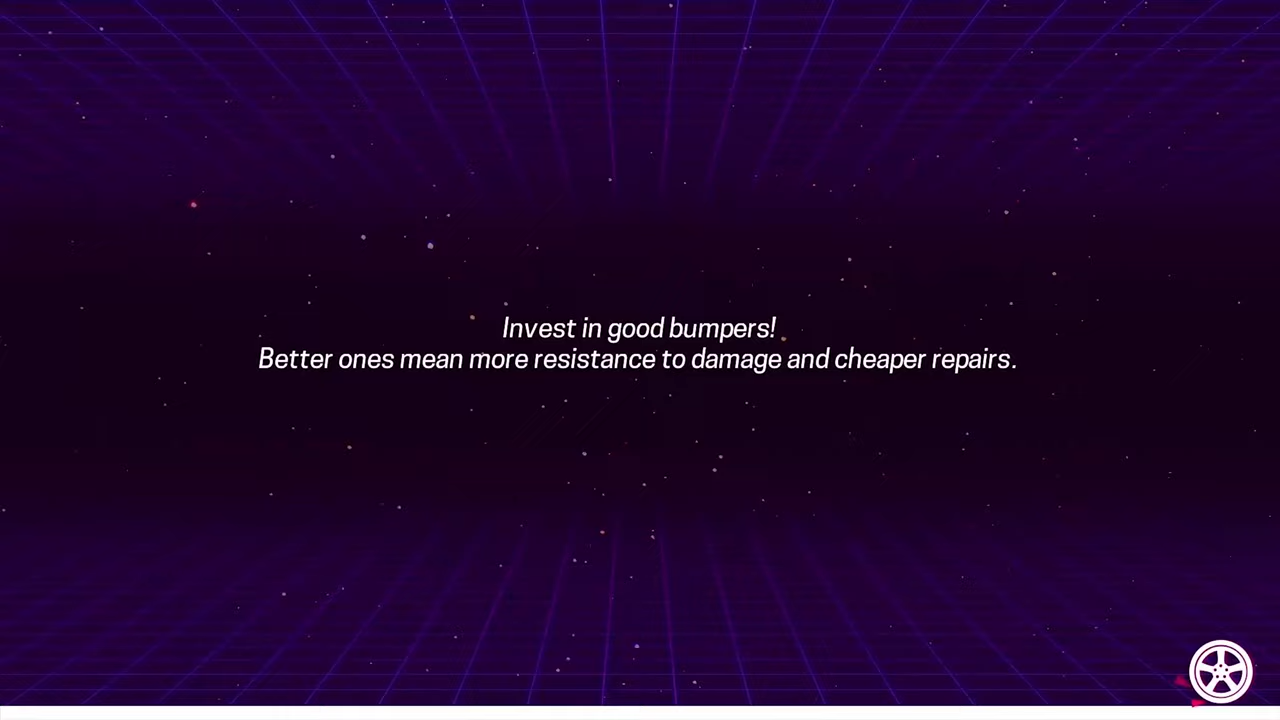 Invest in good bumpers!
Better ones mean more resistance to damage and cheaper repairs.